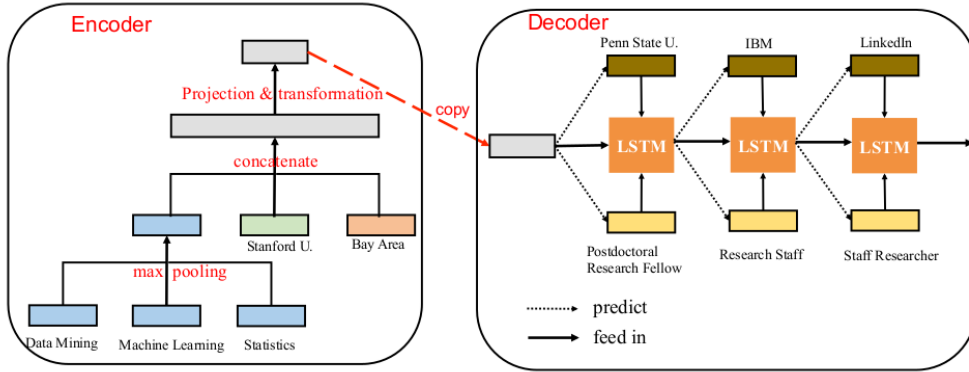 Encoder
Projection & transformation
concatenate
Stanford U.
Bay Area
max pooling
Data Mining
Machine Learning
Statistics
copy
Decoder
Penn State U.
IBM
LinkedIn
LSTM
LSTM
LSTM
Postdoctoral
Research Fellow
Research Staff
Staff Researcher
predict
feed in